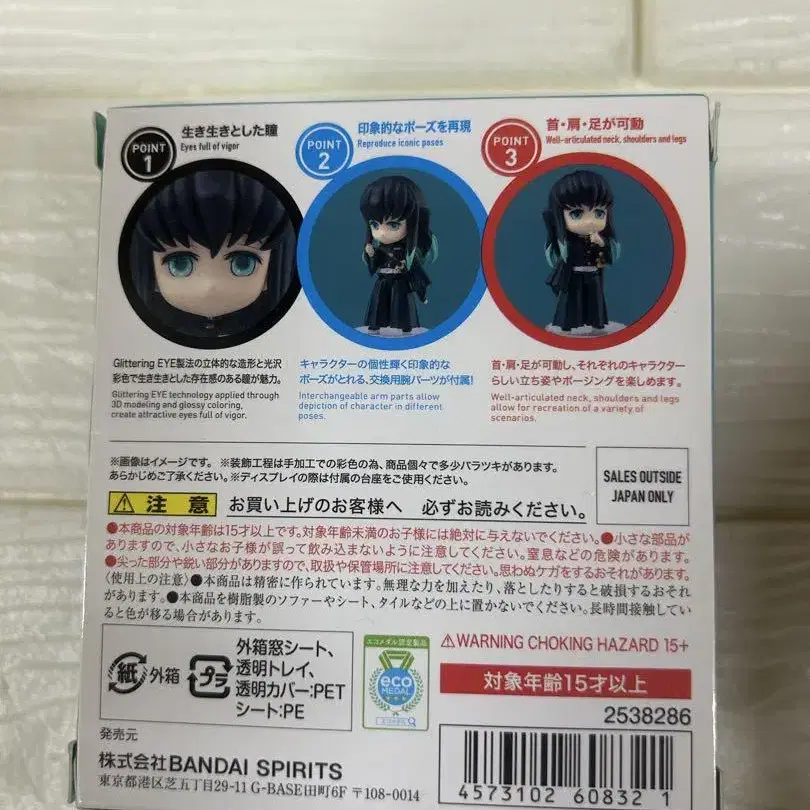 POINT 1
生き生きとした瞳
Eyes full of vigor
POINT 2
印象的なポーズを再現
Reproduce iconic poses
POINT 3
首・肩・足が可動
Well-articulated neck, shoulders and legs
Glittering EYE製法の立体的な造形と光沢
彩色で生き生きとした存在感のある瞳が魅力。
Glittering EYE technology applied through
3D modeling and glossy coloring,
create attractive eyes full of vigor.
キャラクターの個性輝く印象的な
ポーズがとれる、交換用腕パーツが付属!
Interchangeable arm parts allow
depiction of character in different
poses.
首・肩・足が可動し、それぞれのキャラクター
らしい立ち姿やポージングを楽しめます。
Well-articulated neck, shoulders and legs
allow for recreation of a variety of
scenarios.
※画像はイメージです。 ※装飾工程は手加工での彩色の為、商品個々で多少バラツキがあります。
あらかじめご了承ください。※ディスプレイの際は付属の台座をご使用ください。
SALES OUTSIDE
JAPAN ONLY
注意 お買い上げのお客様へ 必ずお読みください。
●本商品の対象年齢は15才以上です。対象年齢未満のお子様には絶対に与えないでください。●小さな部品が
ありますので、小さなお子様が誤って飲み込まないように注意してください。窒息などの危険があります。
●尖った部分や鋭い部分がありますので、取扱や保管場所に注意してください。思わぬケガをするおそれがあります。
〈使用上の注意〉●本商品は精密に作られています。無理な力を加えたり、落としたりすると破損するおそれが
あります。●本商品を樹脂製のソファーやシート、タイルなどの上に置かないでください。長時間接触してい
ると色が移る場合があります。
紙 外箱
プラ
外箱窓シート、
透明トレイ、
透明カバー:PET
シート:PE
エコメダル認定製品
eco
MEDAL
エコメダル
⚠WARNING CHOKING HAZARD 15+
対象年齢15才以上
2538286
発売元
株式会社BANDAI SPIRITS
東京都港区芝五丁目29-11 G-BASE田町6F 〒108-0014
4573102 60832 1